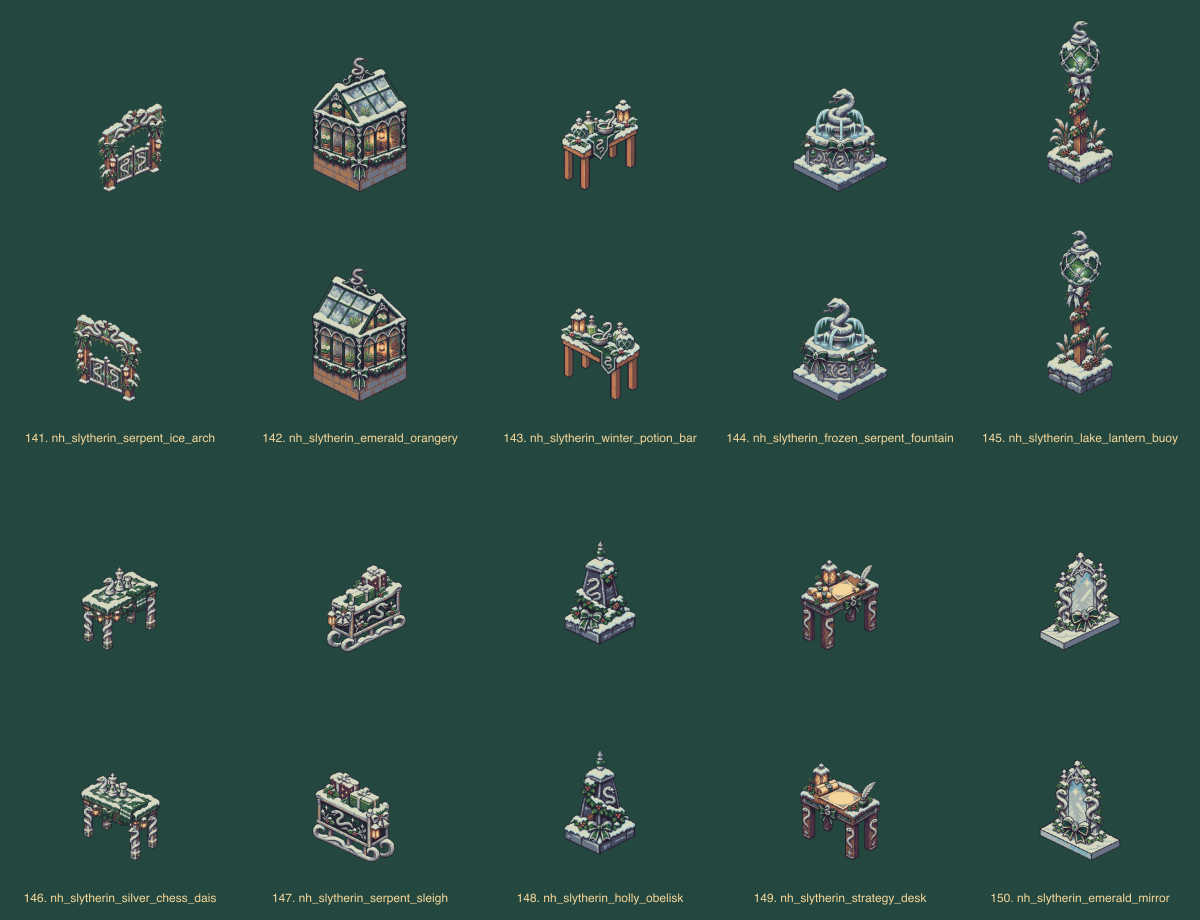 141. nh_slytherin_serpent_ice_arch
142. nh_slytherin_emerald_orangery
143. nh_slytherin_winter_potion_bar
144. nh_slytherin_frozen_serpent_fountain
145. nh_slytherin_lake_lantern_buoy
146. nh_slytherin_silver_chess_dais
147. nh_slytherin_serpent_sleigh
148. nh_slytherin_holly_obelisk
149. nh_slytherin_strategy_desk
150. nh_slytherin_emerald_mirror